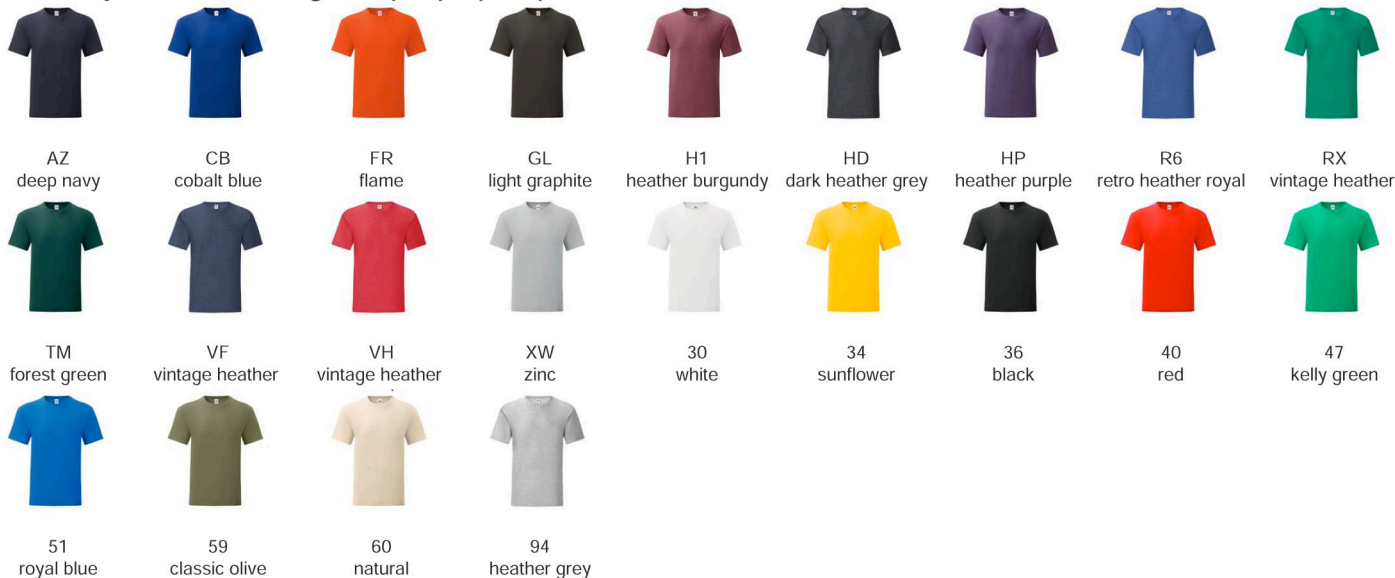 AZ
deep navy
CB
cobalt blue
FR
flame
GL
light graphite
H1
heather burgundy
HD
dark heather grey
HP
heather purple
R6
retro heather royal
RX
vintage heather
TM
forest green
VF
vintage heather
VH
vintage heather
XW
zinc
30
white
34
sunflower
36
black
40
red
47
kelly green
51
royal blue
59
classic olive
60
natural
94
heather grey